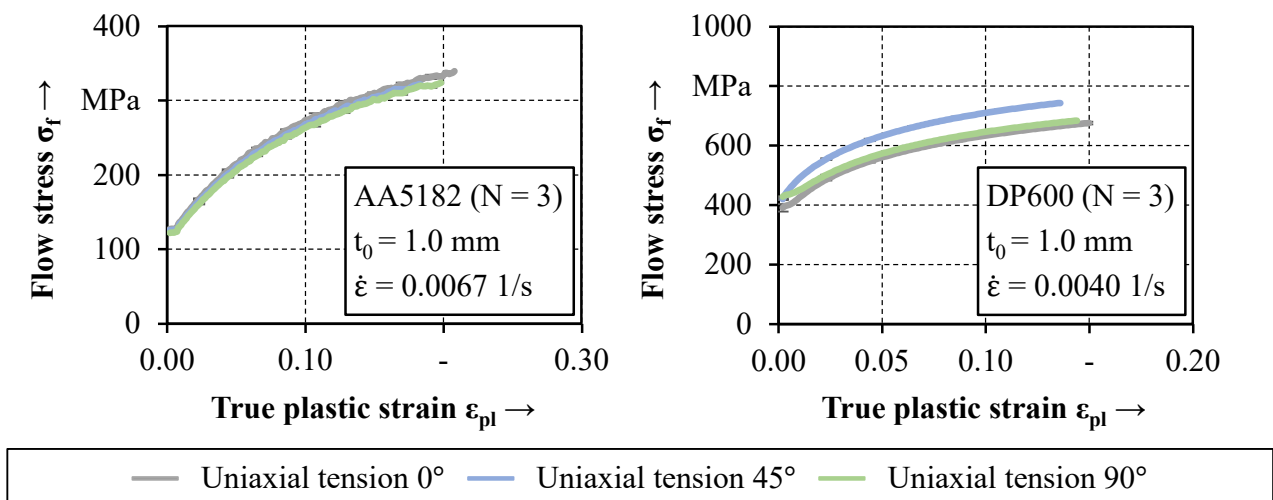 400
MPa
200
100
0
Flow stress σf →
0.00 0.10 - 0.30
True plastic strain εpl →
AA5182 (N = 3)
t0 = 1.0 mm
ε̇ = 0.0067 1/s
1000
MPa
600
400
200
0
Flow stress σf →
0.00 0.05 0.10 - 0.20
True plastic strain εpl →
DP600 (N = 3)
t0 = 1.0 mm
ε̇ = 0.0040 1/s
Uniaxial tension 0° Uniaxial tension 45° Uniaxial tension 90°